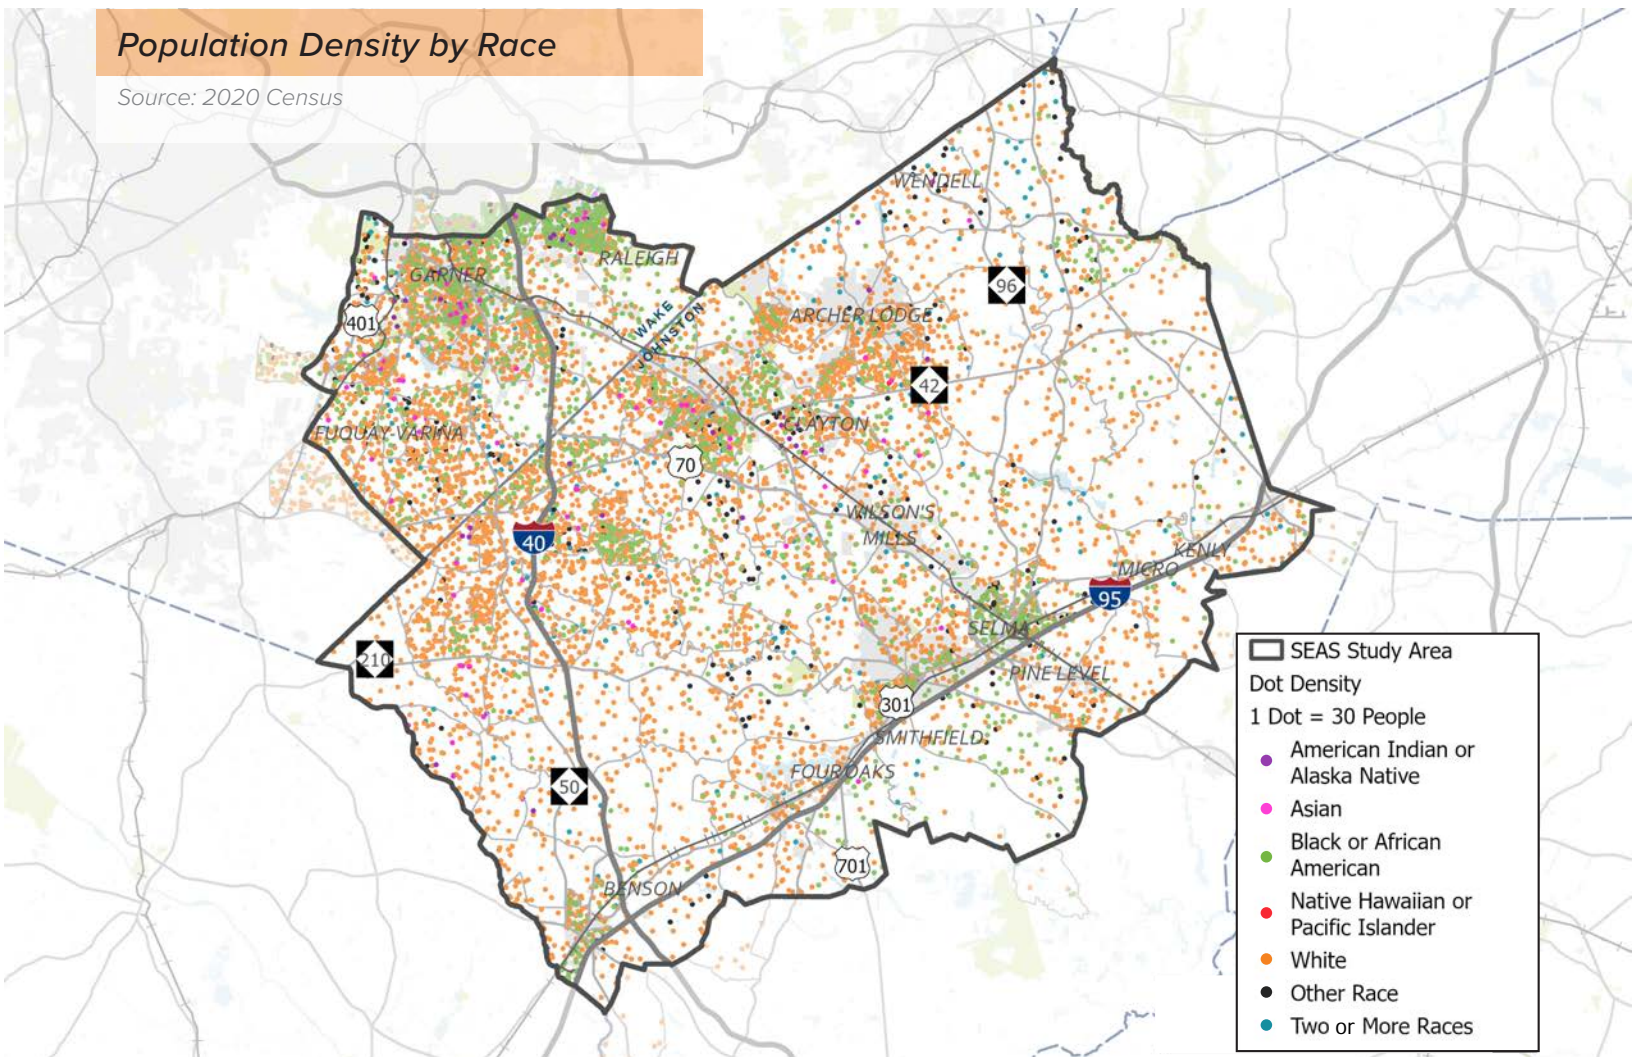 Population Density by Race
Source: 2020 Census
WENDELL
RALEIGH
GARNER
96
WAKE
JOHNSTON
ARCHER LODGE
401
42
CLAYTON
FUQUAY-VARINA
70
WILSON'S
MILLS
40
KENLY
MICRO
95
SELMA
210
PINE LEVEL
301
SMITHFIELD
FOUR OAKS
50
701
BENSON
SEAS Study Area
Dot Density
1 Dot = 30 People
American Indian or
Alaska Native
Asian
Black or African
American
Native Hawaiian or
Pacific Islander
White
Other Race
Two or More Races